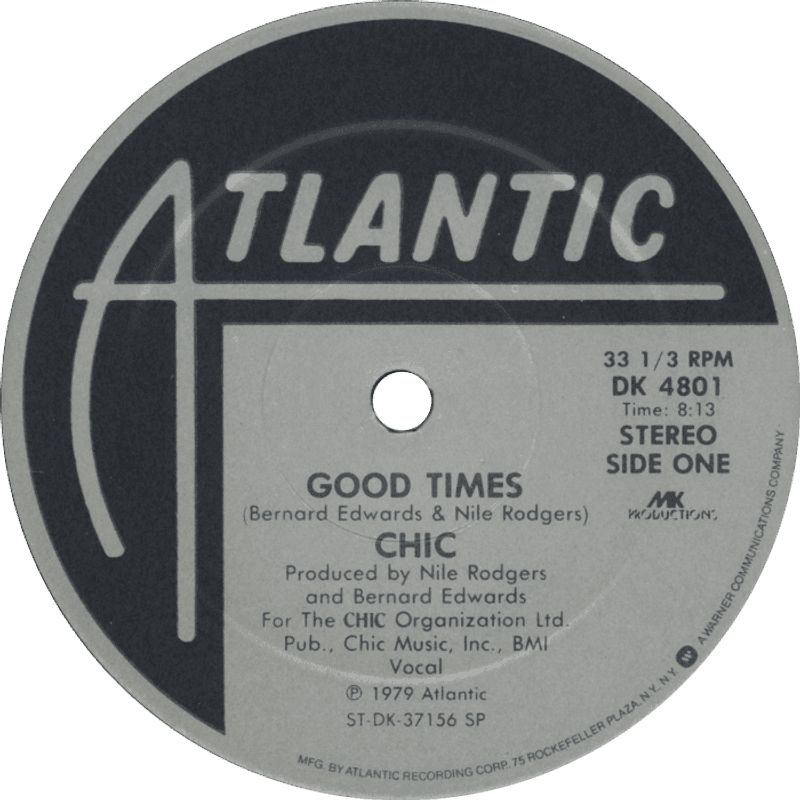 ATLANTIC
33 1/3 RPM
DK 4801
Time: 8:13
STEREO
SIDE ONE
MK
PRODUCTIONS
GOOD TIMES
(Bernard Edwards & Nile Rodgers)
CHIC
Produced by Nile Rodgers
and Bernard Edwards
For The CHIC Organization Ltd.
Pub., Chic Music, Inc., BMI
Vocal
℗ 1979 Atlantic
ST-DK-37156 SP
MFG. BY ATLANTIC RECORDING CORP. 75 ROCKEFELLER PLAZA, N.Y., N.Y. W A WARNER COMMUNICATIONS COMPANY